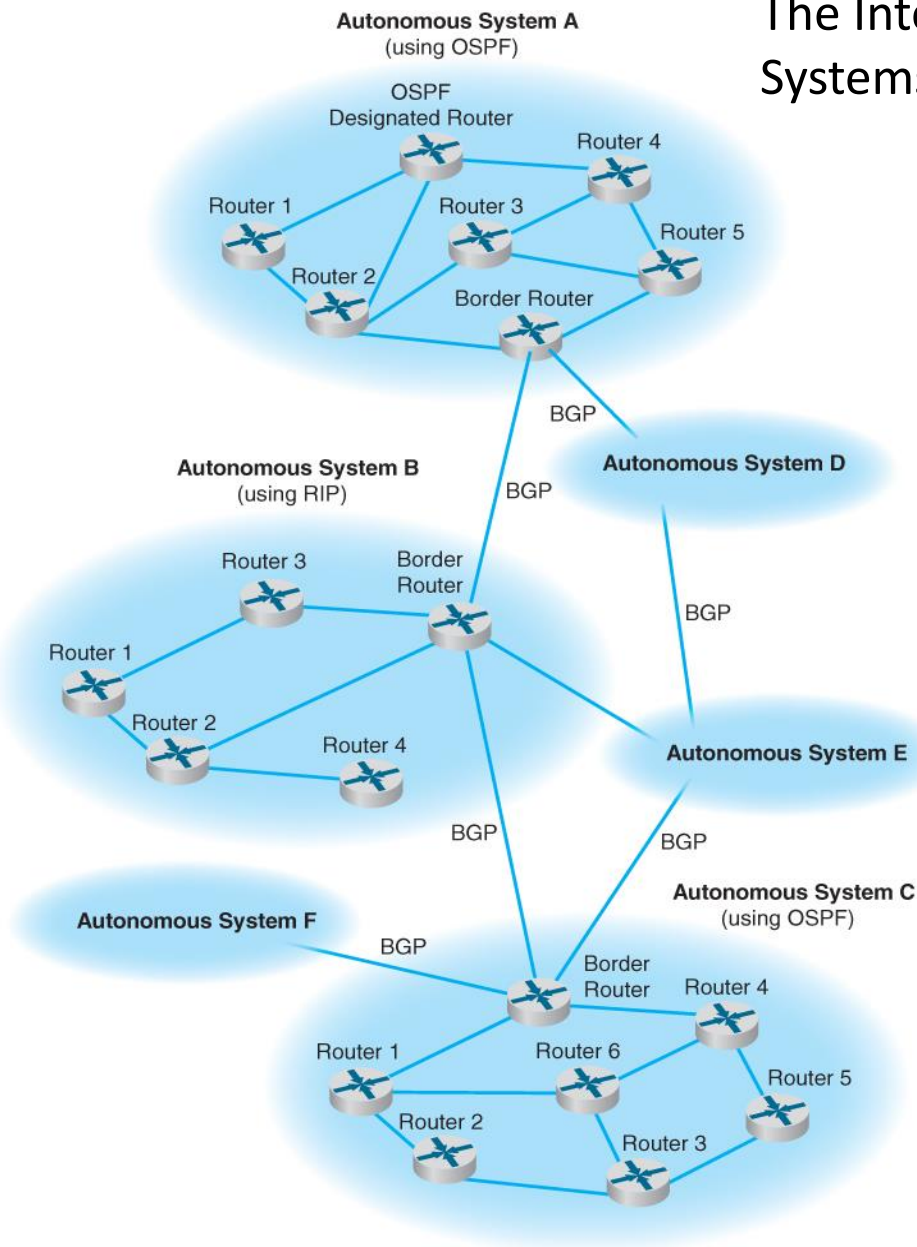 The Inte
Systems
Autonomous System A
(using OSPF)
OSPF
Designated Router
Router 4
Router 1
Router 3
Router 5
Router 2
Border Router
BGP
Autonomous System D
Autonomous System B
(using RIP)
BGP
Router 3
Border
Router
BGP
Router 1
Router 2
Router 4
Autonomous System E
BGP
BGP
Autonomous System C
(using OSPF)
Autonomous System F
BGP
Border
Router
Router 4
Router 1
Router 6
Router 5
Router 2
Router 3